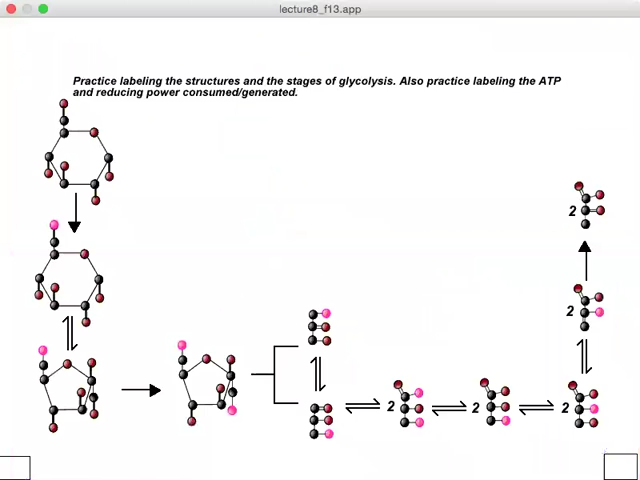 lecture8_f13.app
Practice labeling the structures and the stages of glycolysis. Also practice labeling the ATP
and reducing power consumed/generated.
2
2
2
2
2